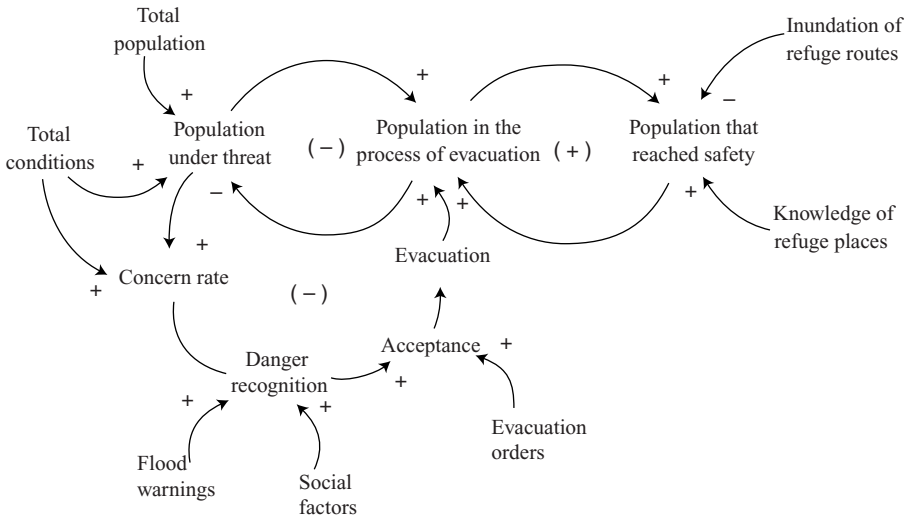 Total
population
Inundation of
refuge routes
+
+
+
+
−
Total
conditions
Population
under threat
(−)
Population in the
process of evacuation
(+)
Population that
reached safety
+
−
+
+
+
Knowledge of
refuge places
+
Evacuation
+
Concern rate
(−)
Acceptance
+
Danger
recognition
+
+
+
Evacuation
orders
Flood
warnings
Social
factors